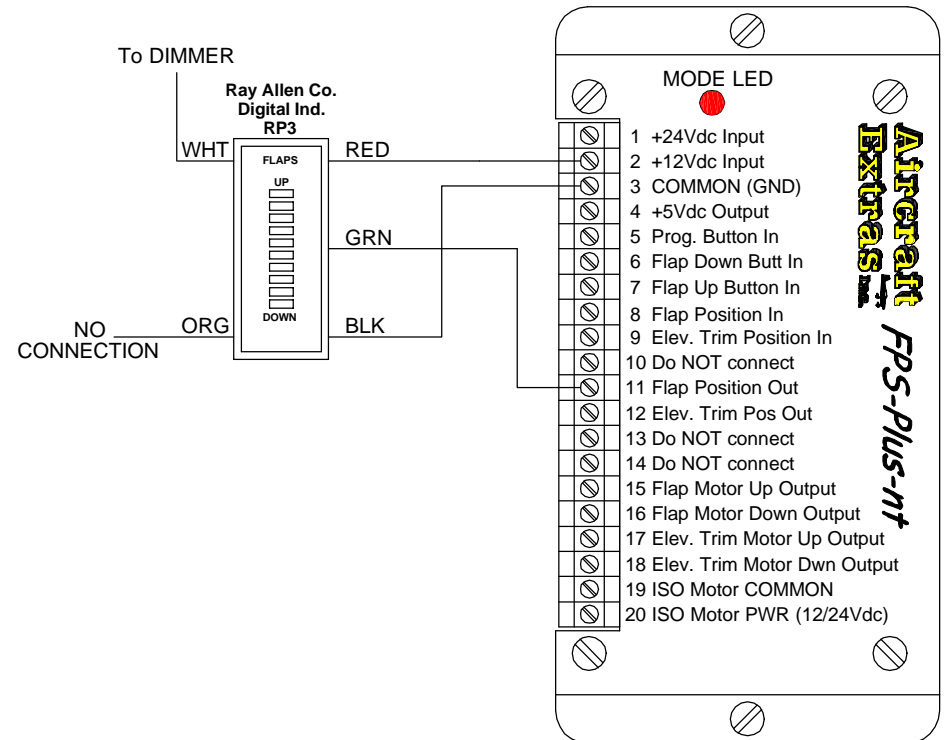 To DIMMER
Ray Allen Co.
Digital Ind.
RP3
WHT
RED
FLAPS
UP
GRN
DOWN
ORG
BLK
NO
CONNECTION
MODE LED
1 +24Vdc Input
2 +12Vdc Input
3 COMMON (GND)
4 +5Vdc Output
5 Prog. Button In
6 Flap Down Butt In
7 Flap Up Button In
8 Flap Position In
9 Elev. Trim Position In
10 Do NOT connect
11 Flap Position Out
12 Elev. Trim Pos Out
13 Do NOT connect
14 Do NOT connect
15 Flap Motor Up Output
16 Flap Motor Down Output
17 Elev. Trim Motor Up Output
18 Elev. Trim Motor Dwn Output
19 ISO Motor COMMON
20 ISO Motor PWR (12/24Vdc)
Aircraft
Extras Inc.
FPS-Plus-nt